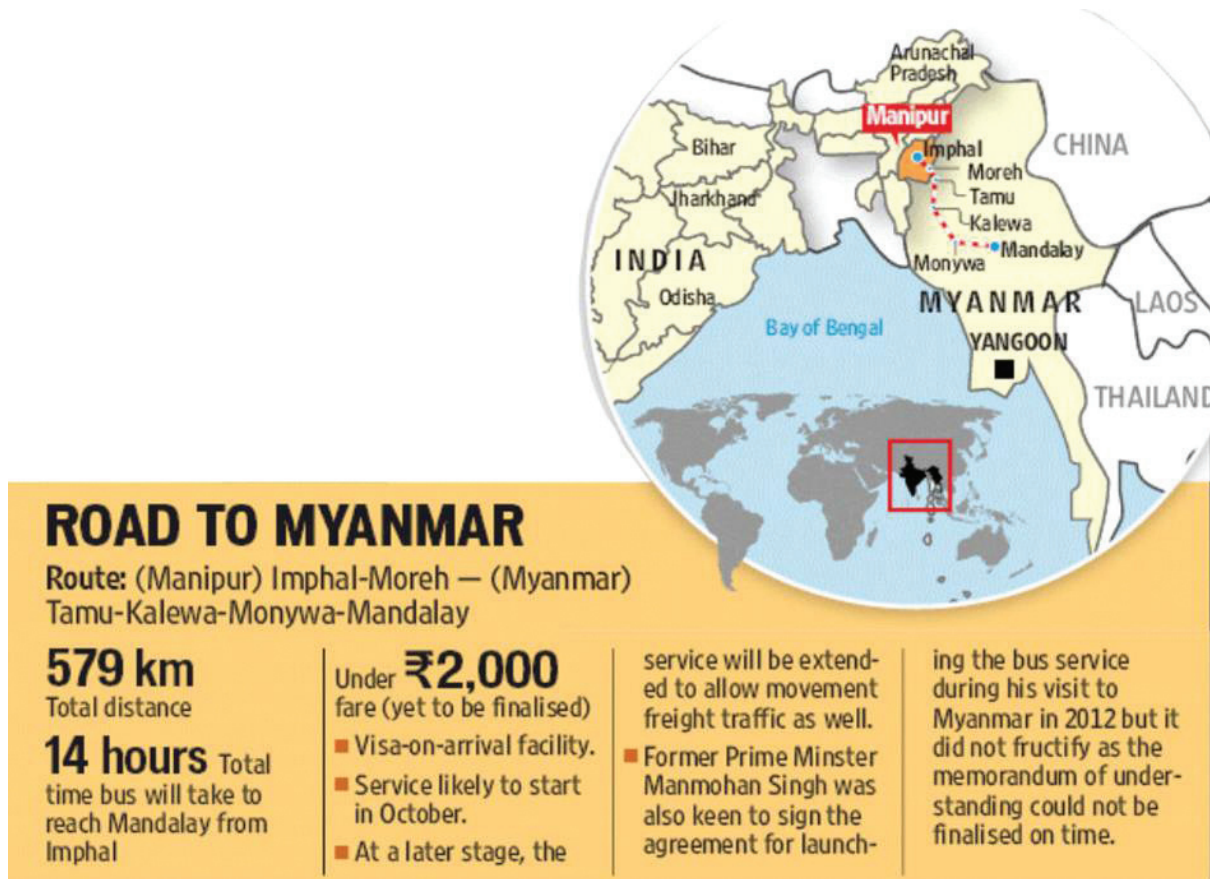 Arunachal
Pradesh
Manipur
Imphal
CHINA
Bihar
Moreh
Jharkhand
Tamu
Kalewa
INDIA
Mandalay
Monywa
Odisha
MYANMAR
LAOS
Bay of Bengal
YANGOON
THAILAND
ROAD TO MYANMAR
Route: (Manipur) Imphal-Moreh — (Myanmar)
Tamu-Kalewa-Monywa-Mandalay
579 km
Total distance
14 hours Total
time bus will take to
reach Mandalay from
Imphal
Under ₹2,000
fare (yet to be finalised)
■ Visa-on-arrival facility.
■ Service likely to start
in October.
■ At a later stage, the
service will be extend-
ed to allow movement
freight traffic as well.
■ Former Prime Minster
Manmohan Singh was
also keen to sign the
agreement for launch-
ing the bus service
during his visit to
Myanmar in 2012 but it
did not fructify as the
memorandum of under-
standing could not be
finalised on time.